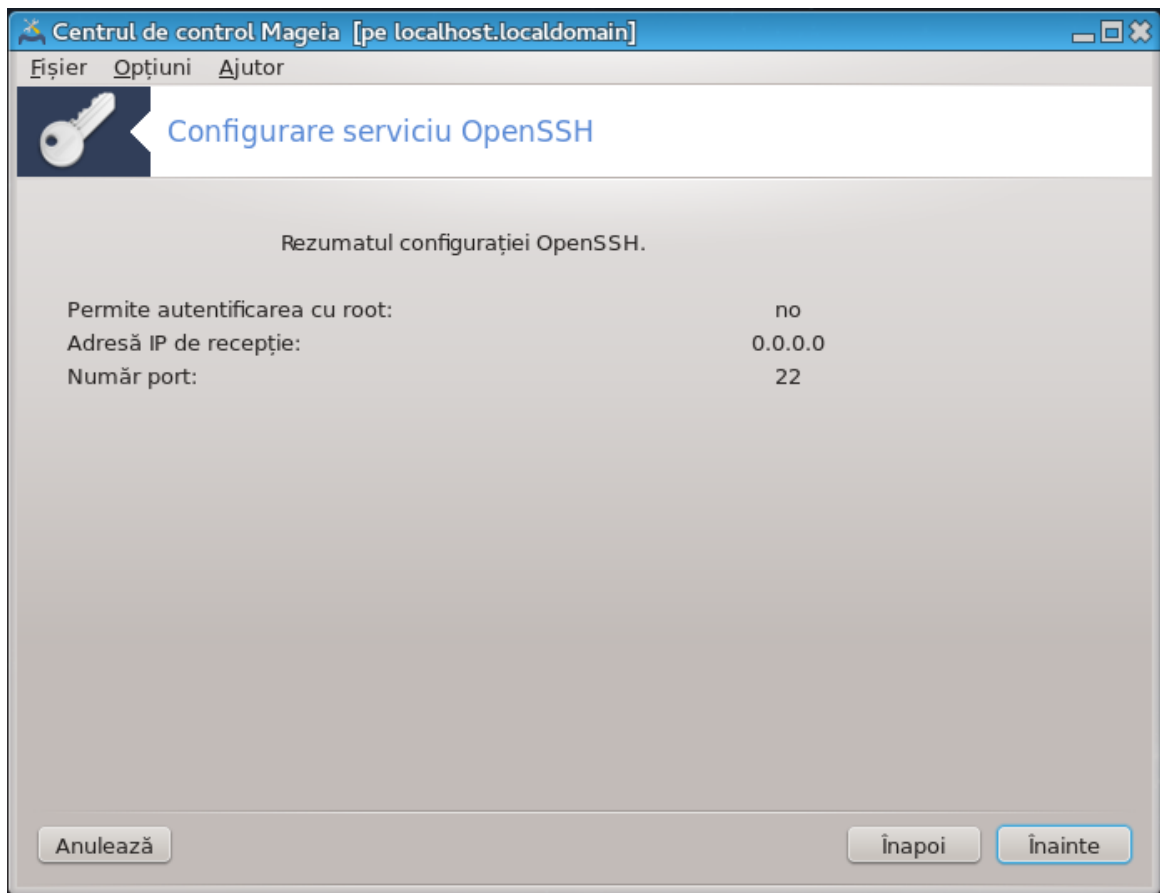 Centrul de control Mageia [pe localhost.localdomain]
Fișier Opțiuni Ajutor
Configurare serviciu OpenSSH
Rezumatul configurației OpenSSH.
Permite autentificarea cu root: no
Adresă IP de recepție: 0.0.0.0
Număr port: 22
Anulează Înapoi Înainte